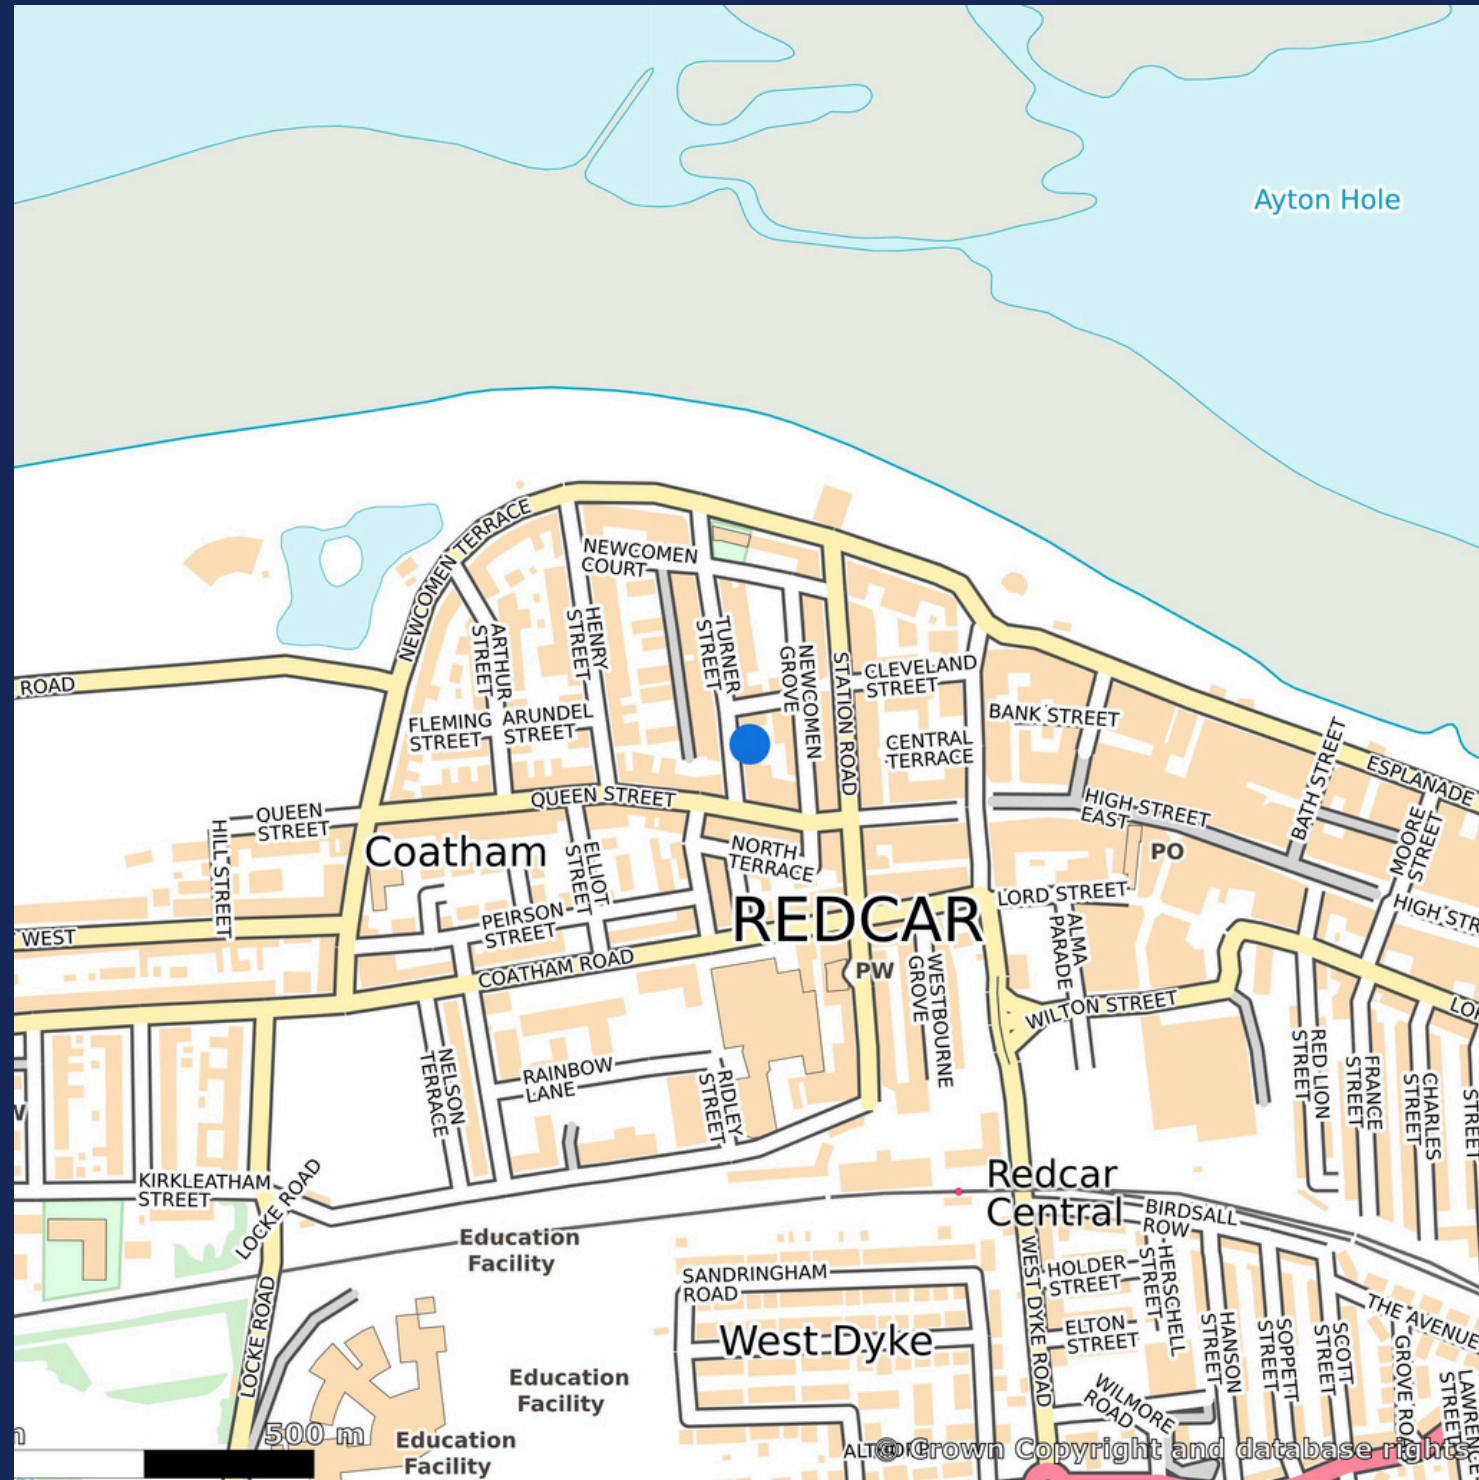 Ayton Hole
NEWCOMEN TERRACE
NEWCOMEN
COURT
ROAD
ARTHUR
STREET
HENRY
STREET
TURNER
STREET
NEWCOMEN
GROVE
STATION ROAD
CLEVELAND
STREET
BANK STREET
FLEMING
STREET
ARUNDEL
STREET
CENTRAL
TERRACE
BATH STREET
ESPLANADE
QUEEN STREET
QUEEN
STREET
HILL STREET
HIGH STREET
EAST
MOORE
STREET
Coatham
ELLIOT
STREET
NORTH
TERRACE
PO
LORD STREET
HIGH STR
PEIRSON
STREET
REDCAR
ALMA
PARADE
WEST
COATHAM ROAD
PW
WESTBOURNE
GROVE
WILTON STREET
LOR
NELSON
TERRACE
RAINBOW
LANE
RIDLEY
STREET
RED LION
STREET
FRANCE
STREET
CHARLES
STREET
STREET
W
KIRKLEATHAM
STREET
LOCKE ROAD
Redcar
Central
BIRDSALL
ROW
Education
Facility
SANDRINGHAM
ROAD
WEST DYKE ROAD
HOLDER
STREET
HERSCHELL
STREET
THE AVENUE
LOCKE ROAD
West Dyke
ELTON
STREET
HANSON
STREET
SOPPETT
STREET
SCOTT
STREET
GROVE ROAD
LAWRENCE
STREET
Education
Facility
WILMORE
ROAD
500 m
Education
Facility
© Crown Copyright and database rights